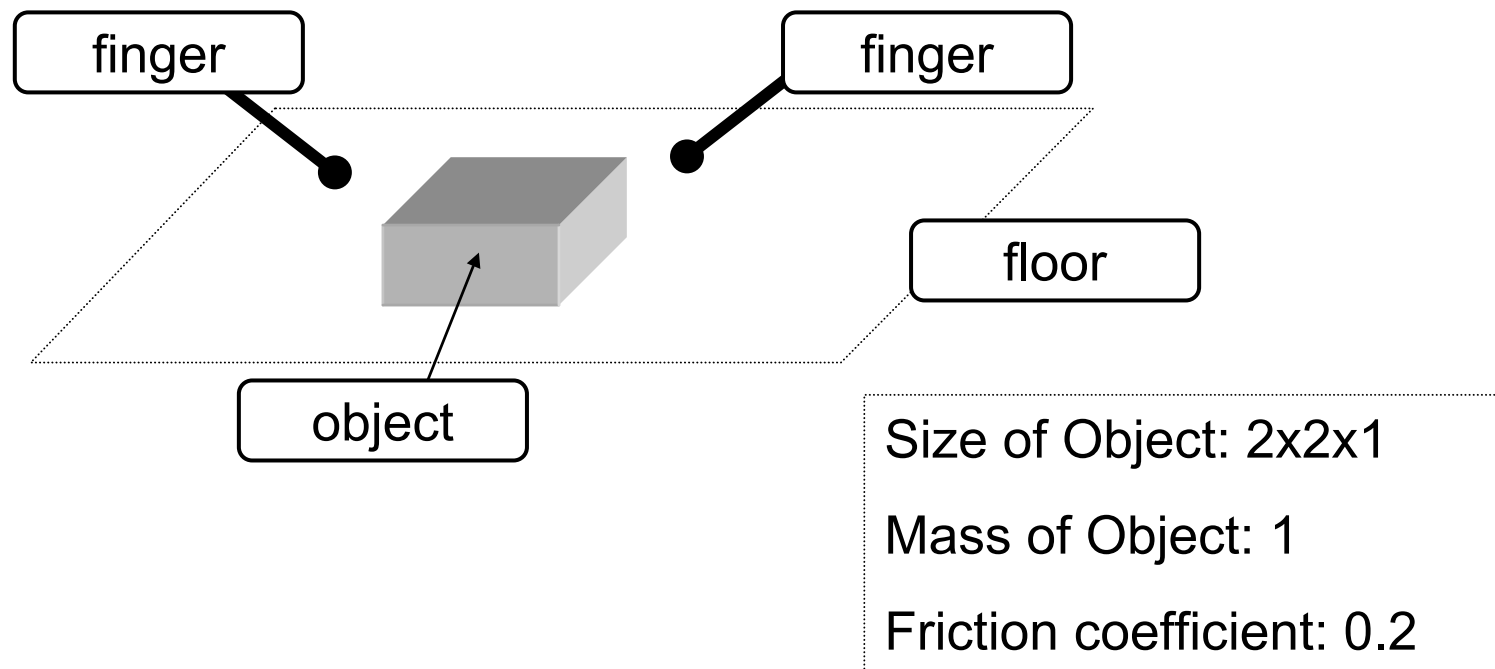 finger
finger
floor
object
Size of Object: 2x2x1
Mass of Object: 1
Friction coefficient: 0.2